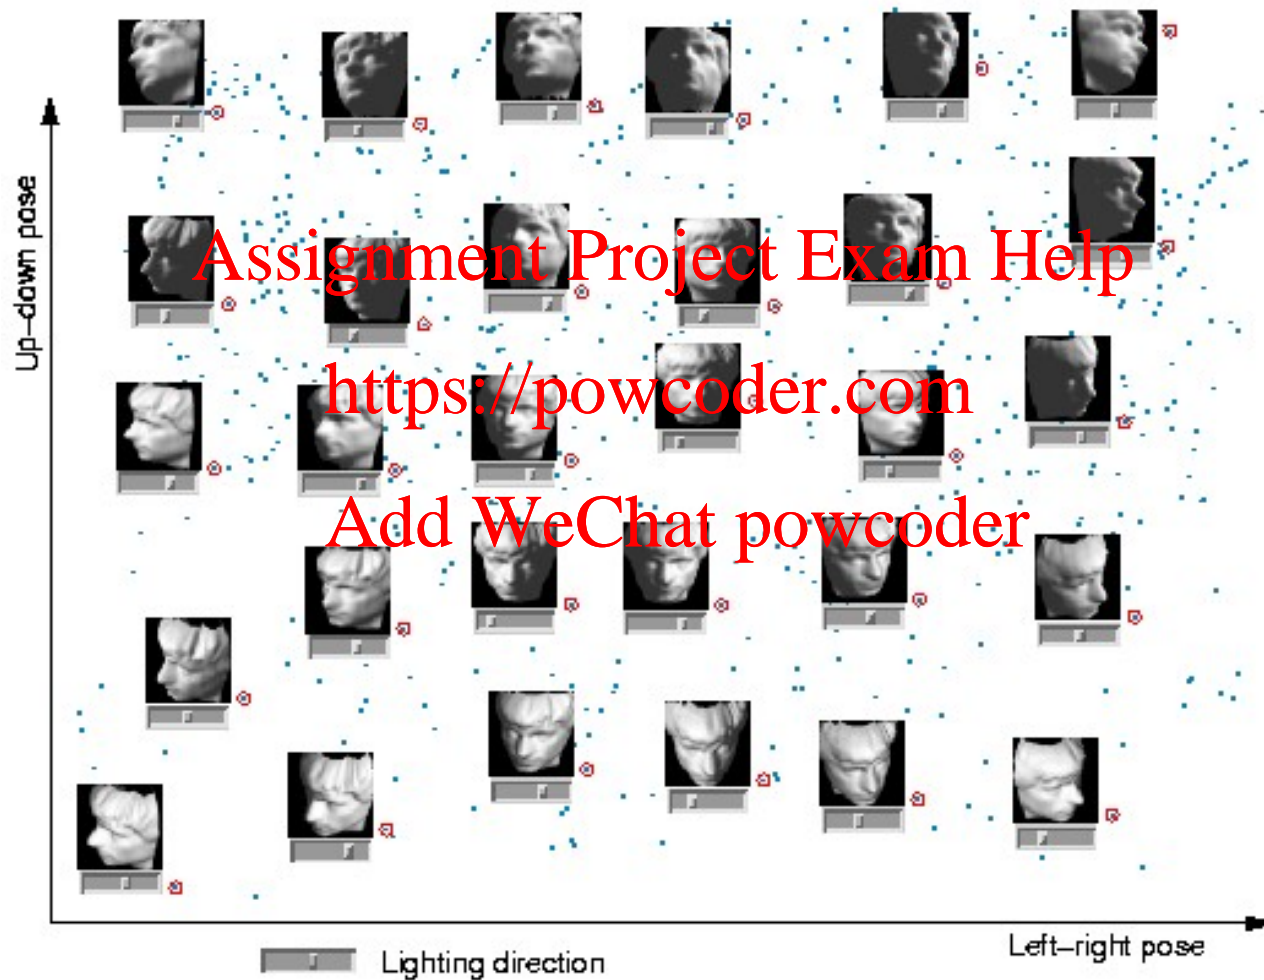 Up–down pose
Assignment Project Exam Help
https://powcoder.com
Add WeChat powcoder
Left–right pose
Lighting direction